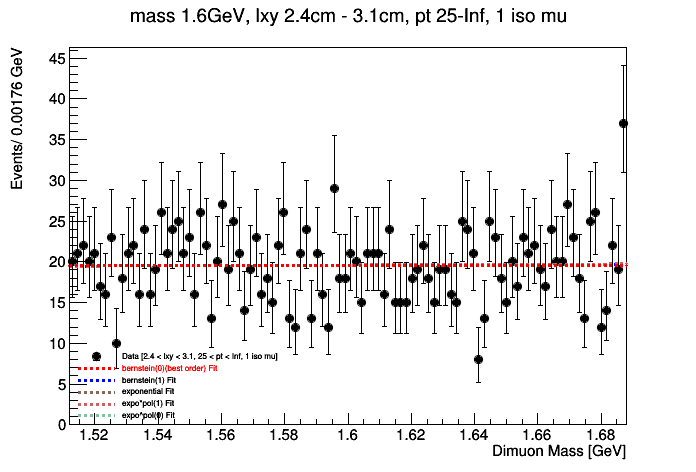 mass 1.6GeV, lxy 2.4cm - 3.1cm, pt 25-Inf, 1 iso mu
Events/ 0.00176 GeV
45
40
35
30
25
20
15
10
5
0
Data [2.4 < lxy < 3.1, 25 < pt < Inf, 1 iso mu]
bernstein(0)(best order) Fit
bernstein(1) Fit
exponential Fit
expo*pol(1) Fit
expo^pol(0) Fit
1.52 1.54 1.56 1.58 1.6 1.62 1.64 1.66 1.68
Dimuon Mass [GeV]